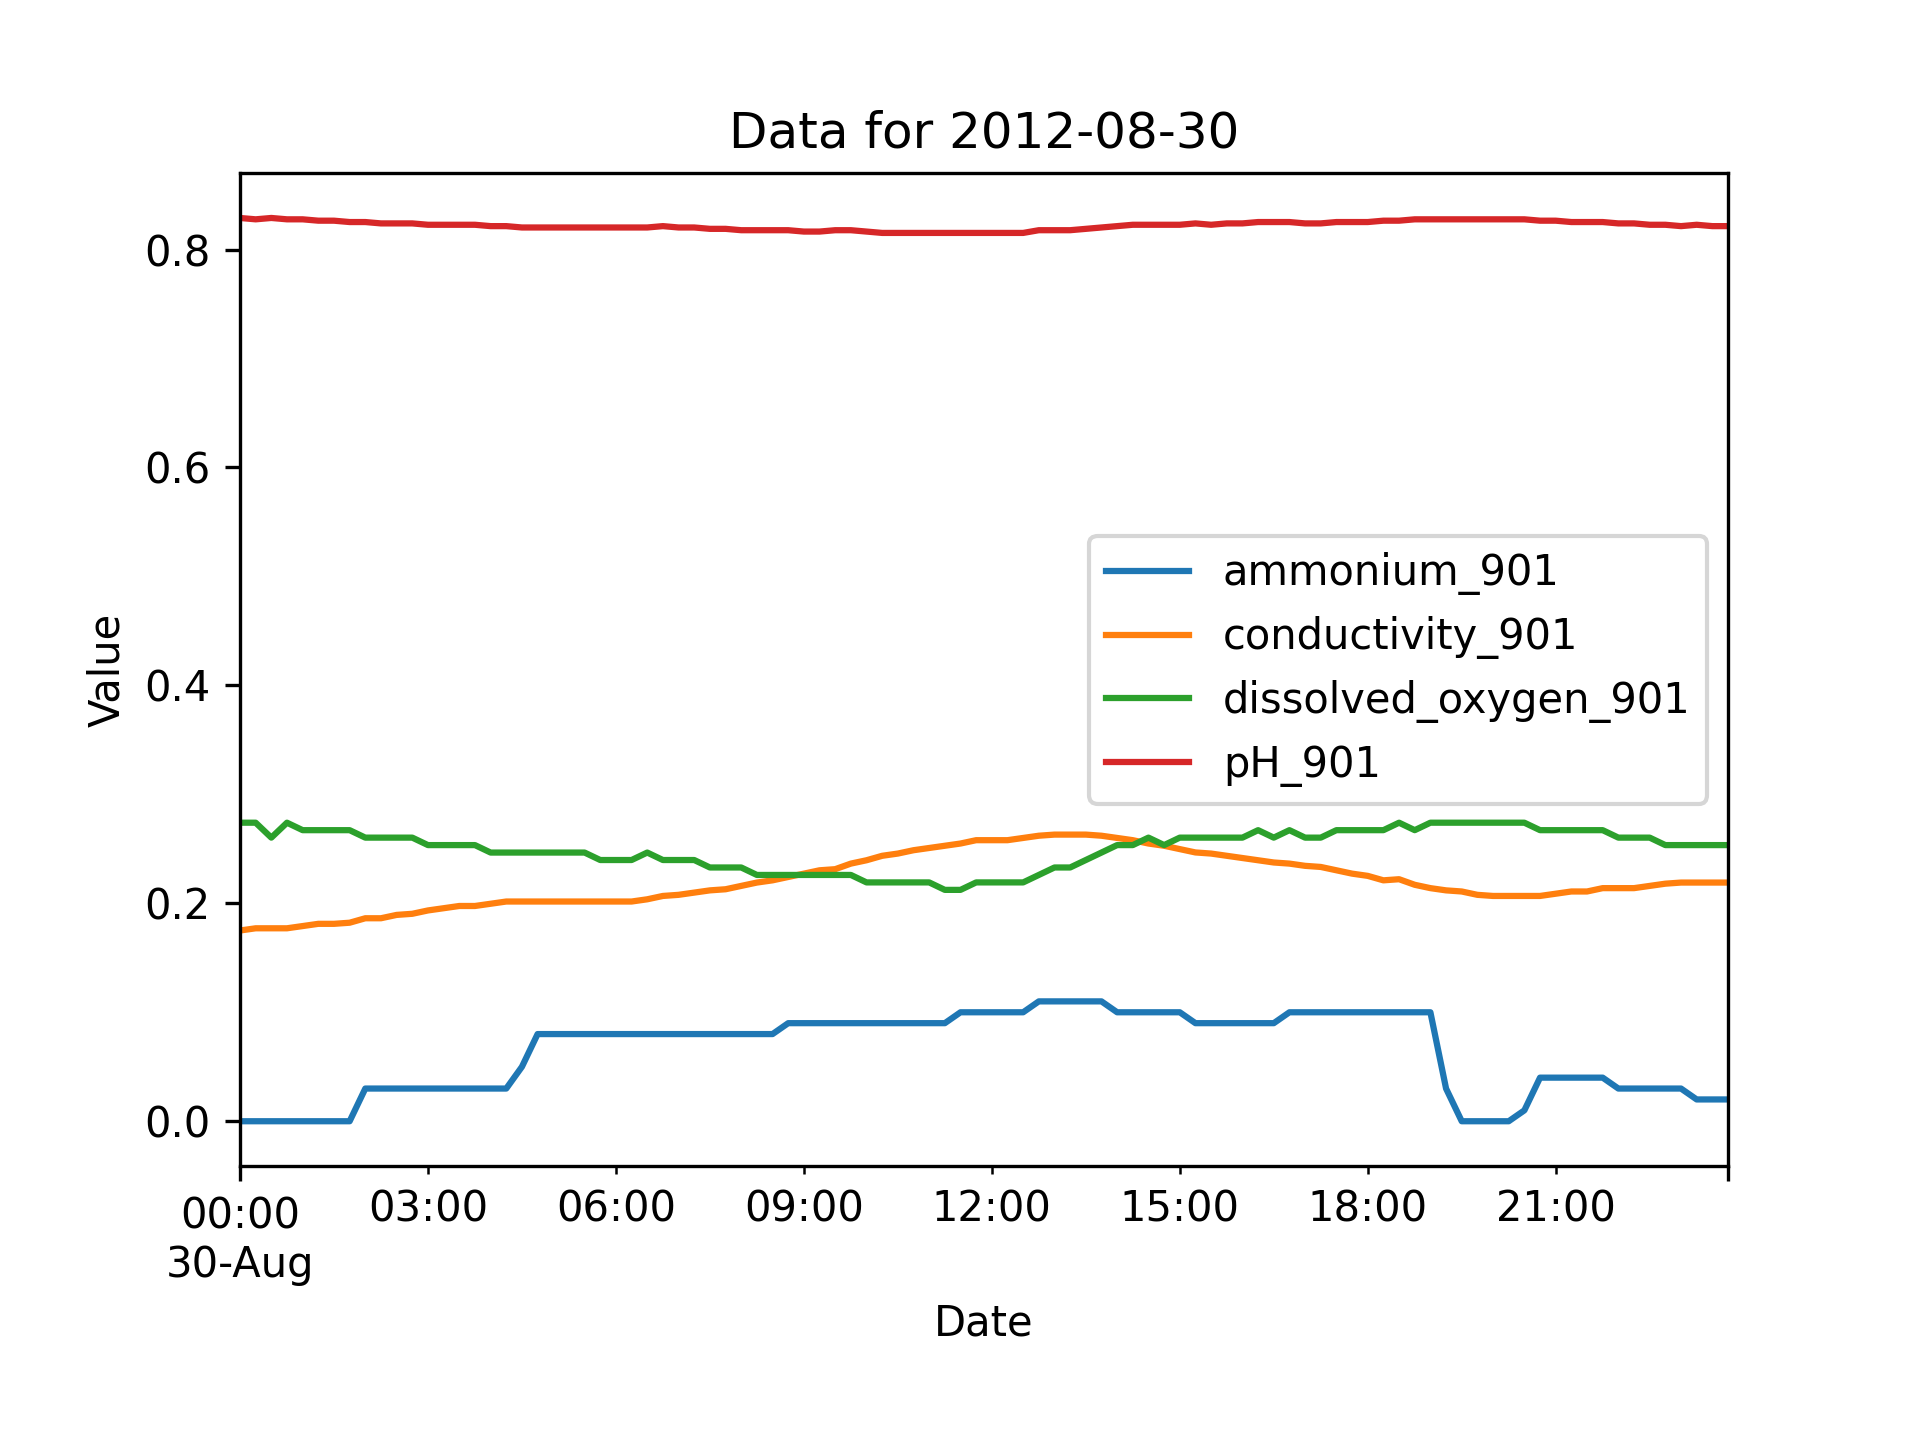 Data for 2012-08-30
Value
0.8
0.6
0.4
0.2
0.0
ammonium_901
conductivity_901
dissolved_oxygen_901
pH_901
00:00 03:00 06:00 09:00 12:00 15:00 18:00 21:00
30-Aug
Date